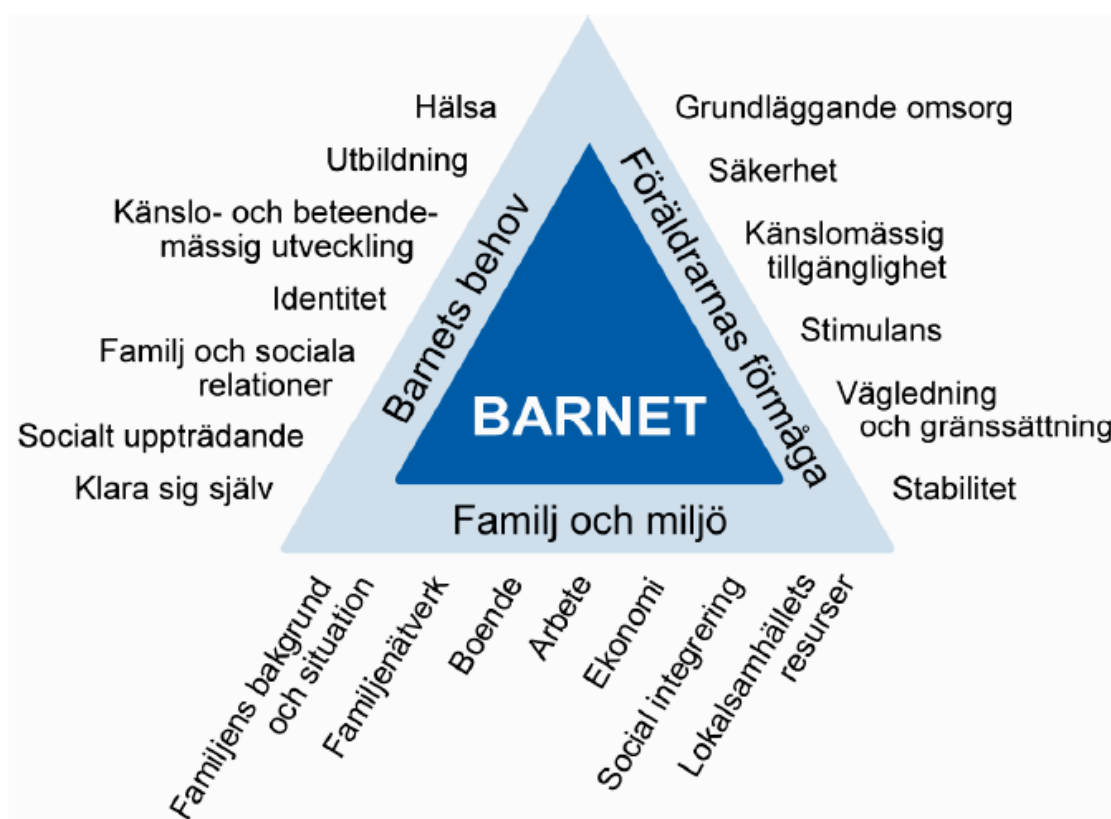 Hälsa
Utbildning
Känslo- och beteende-
mässig utveckling
Identitet
Familj och sociala
relationer
Socialt uppträdande
Klara sig själv
Barnets behov
BARNET
Föräldrarnas förmåga
Grundläggande omsorg
Säkerhet
Känslomässig
tillgänglighet
Stimulans
Vägledning
och gränssättning
Stabilitet
Familj och miljö
Familjens bakgrund
och situation
Familjenätverk
Boende
Arbete
Ekonomi
Social integrering
Lokalsamhällets
resurser